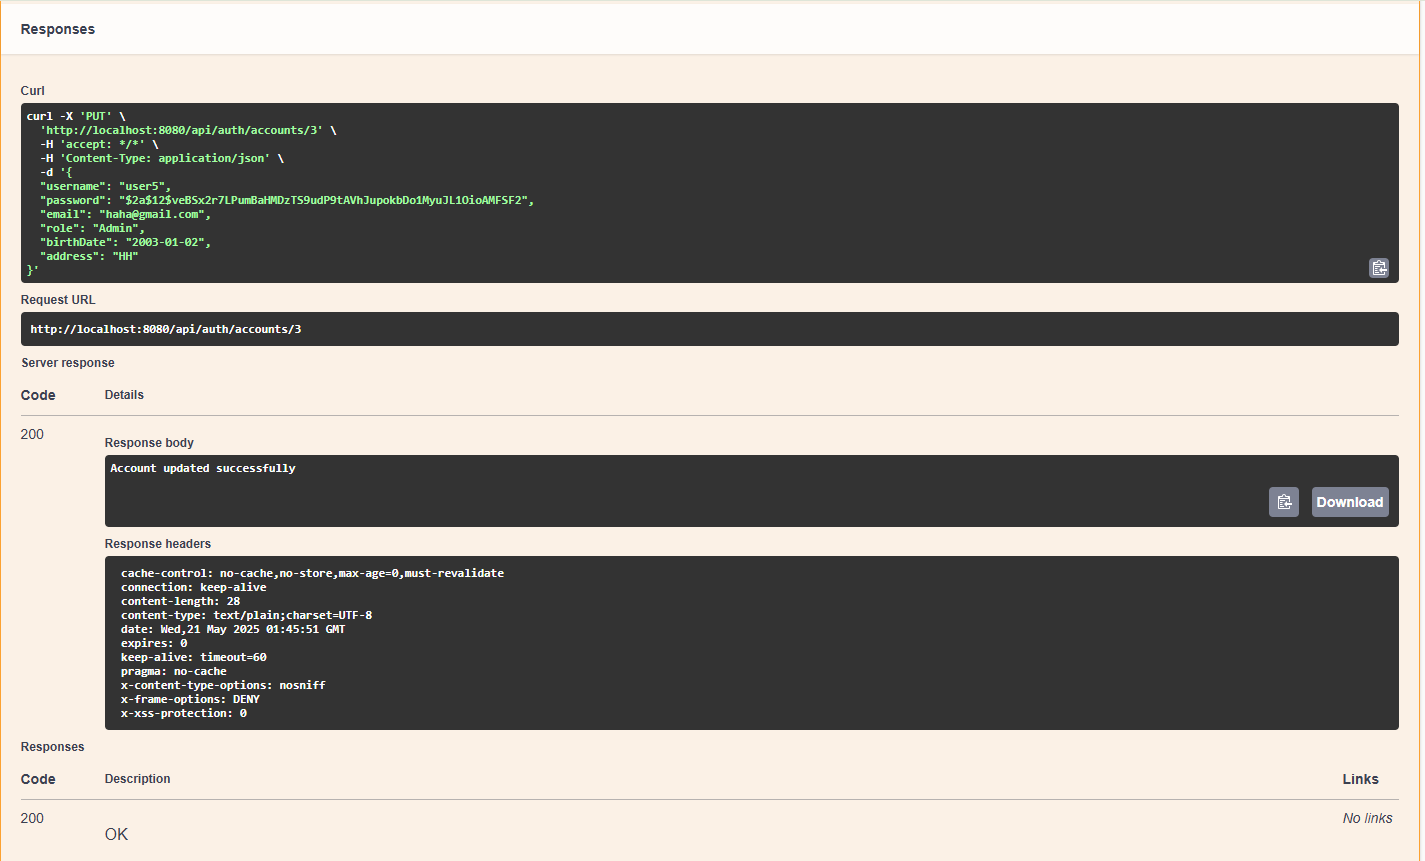 Responses
Curl
curl -X 'PUT' \
'http://localhost:8080/api/auth/accounts/3' \
-H 'accept: */*' \
-H 'Content-Type: application/json' \
-d '{
"username": "user5",
"password": "$2a$12$veBSx2r7LPumBaHMDzTS9udP9tAVhJupokbDo1MyuJL1OioAMFSF2",
"email": "haha@gmail.com",
"role": "Admin",
"birthDate": "2003-01-02",
"address": "HH"
}'
Request URL
http://localhost:8080/api/auth/accounts/3
Server response
Code Details
200
Response body
Account updated successfully
Download
Response headers
cache-control: no-cache,no-store,max-age=0,must-revalidate
connection: keep-alive
content-length: 28
content-type: text/plain;charset=UTF-8
date: Wed,21 May 2025 01:45:51 GMT
expires: 0
keep-alive: timeout=60
pragma: no-cache
x-content-type-options: nosniff
x-frame-options: DENY
x-xss-protection: 0
Responses
Code Description Links
200 No links
OK